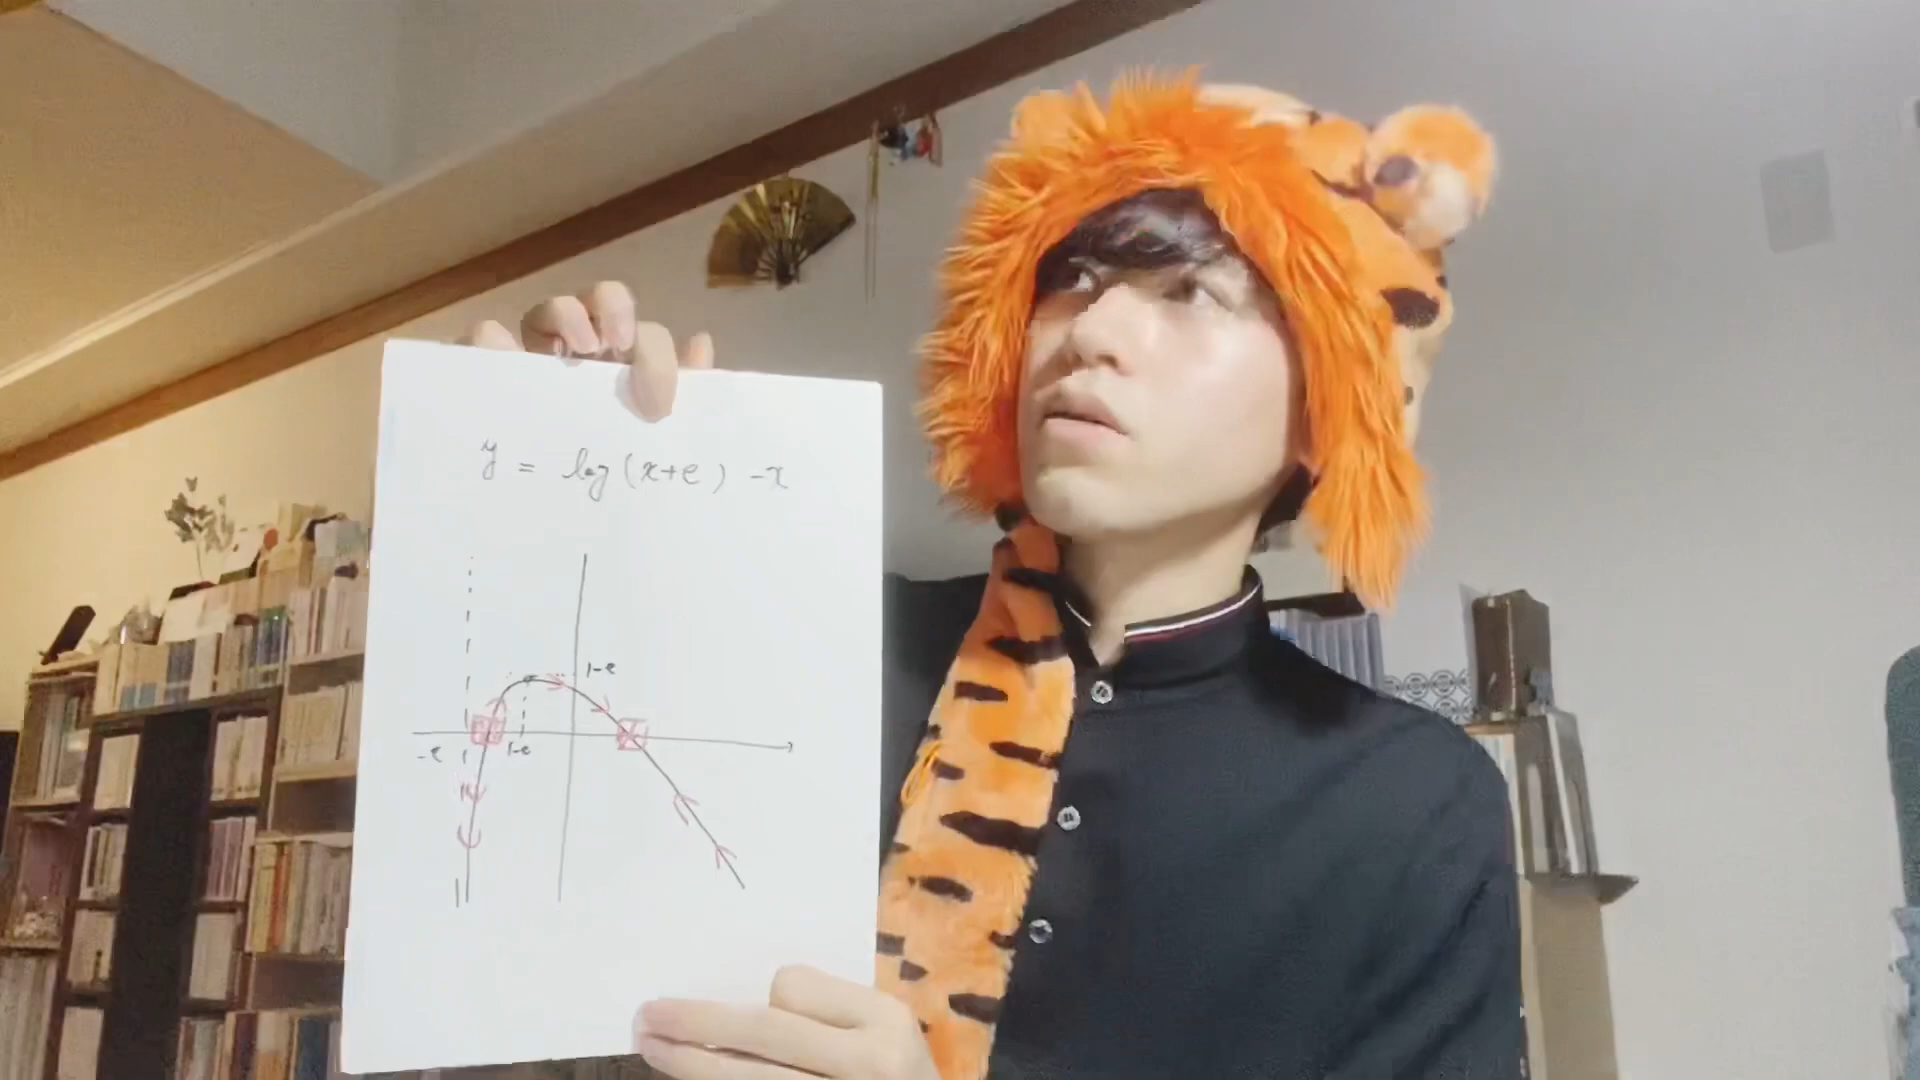 y = log (x+e) -x
1-e
-e 1-e